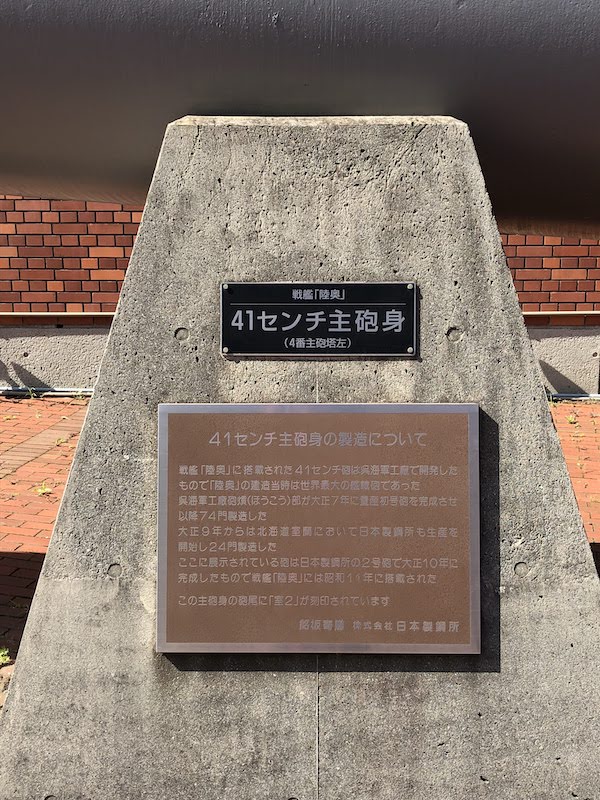 戦艦「陸奥」
41センチ主砲身
(4番主砲塔左)
41センチ主砲身の製造について
戦艦「陸奥」に搭載された41センチ砲は呉海軍工廠で開発した
もので「陸奥」の建造当時は世界最大の艦載砲であった
呉海軍工廠砲熕(ほうこう)部が大正7年に量産初号砲を完成させ
以降74門製造した
大正9年からは北海道室蘭において日本製鋼所も生産を
開始し24門製造した
ここに展示されている砲は日本製鋼所の2号砲で大正10年に
完成したもので戦艦「陸奥」には昭和11年に搭載された
この主砲身の砲尾に「室2」が刻印されています
株式会社 日本製鋼所